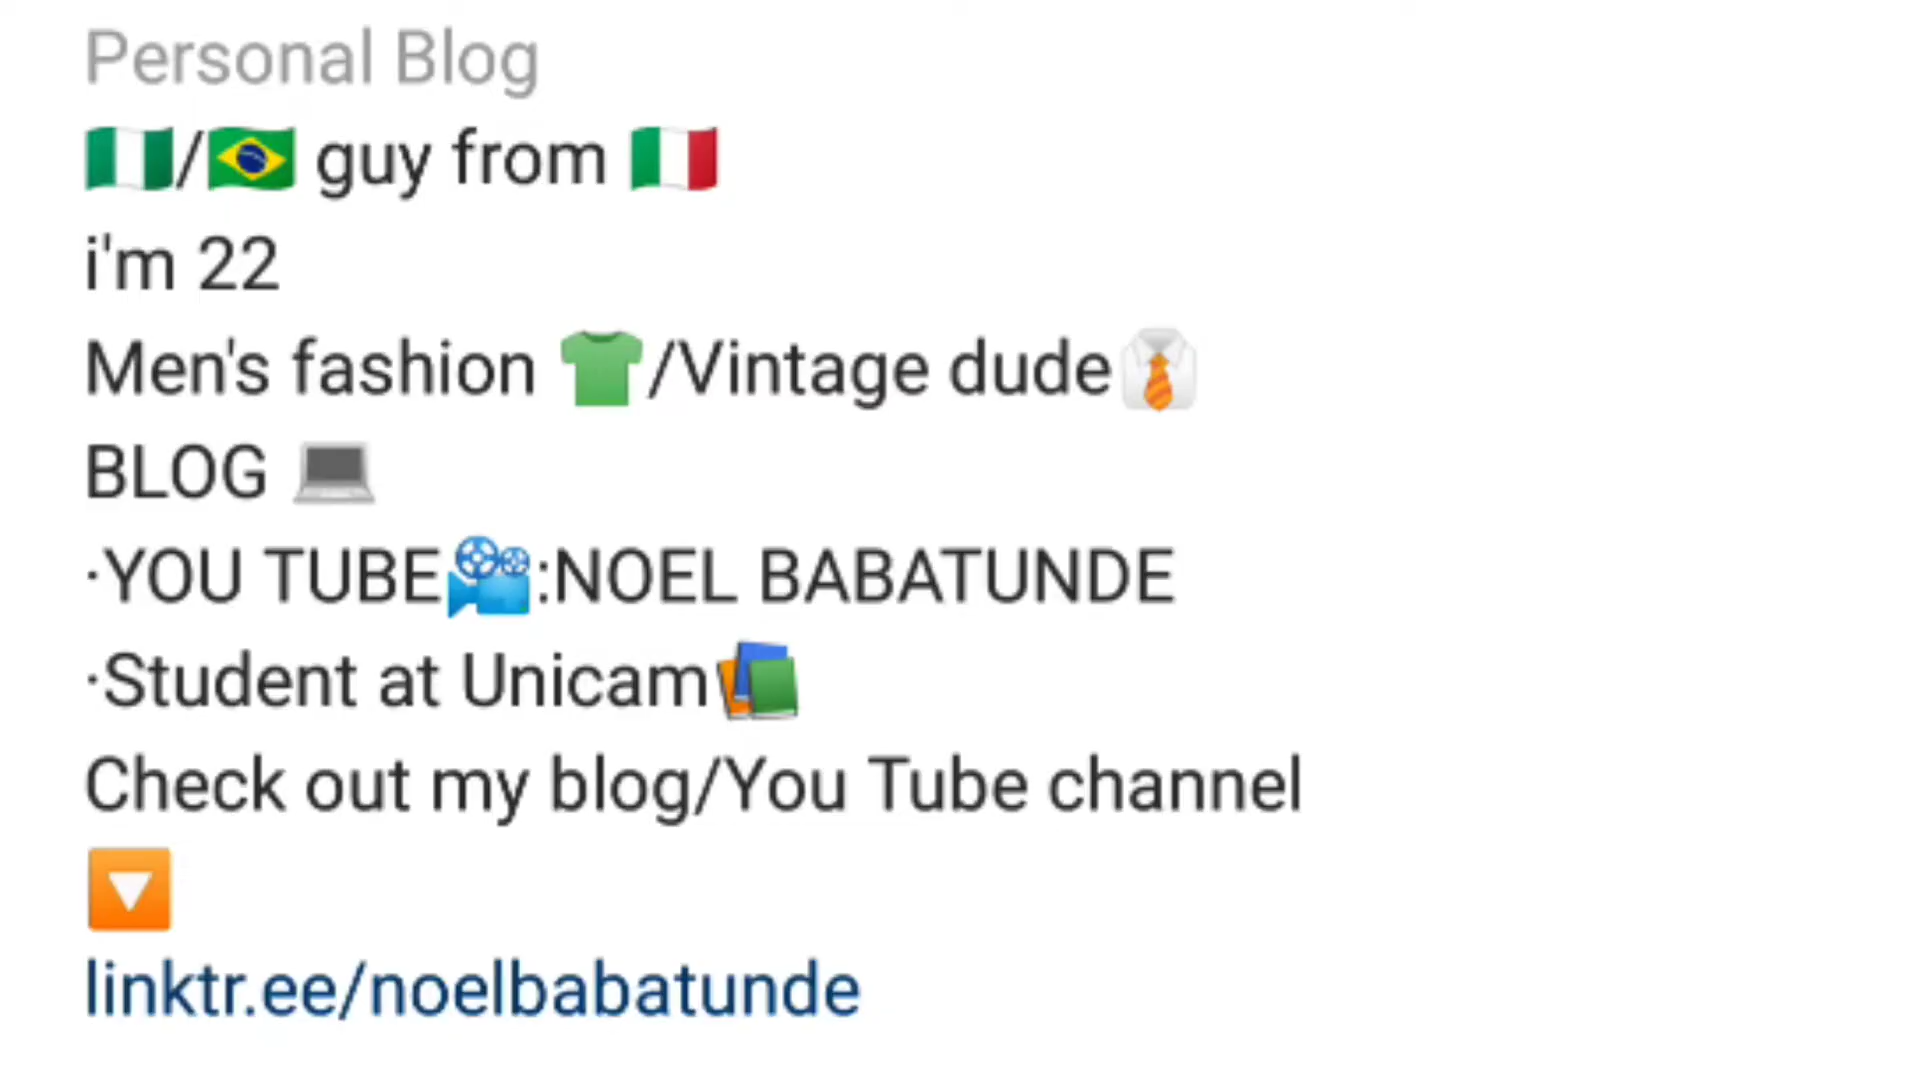 Personal Blog
🇳🇬/🇧🇷 guy from 🇮🇹
i'm 22
Men's fashion 👕/Vintage dude👔
BLOG 💻
·YOU TUBE🎥:NOEL BABATUNDE
·Student at Unicam📚
Check out my blog/You Tube channel
🔽
linktr.ee/noelbabatunde